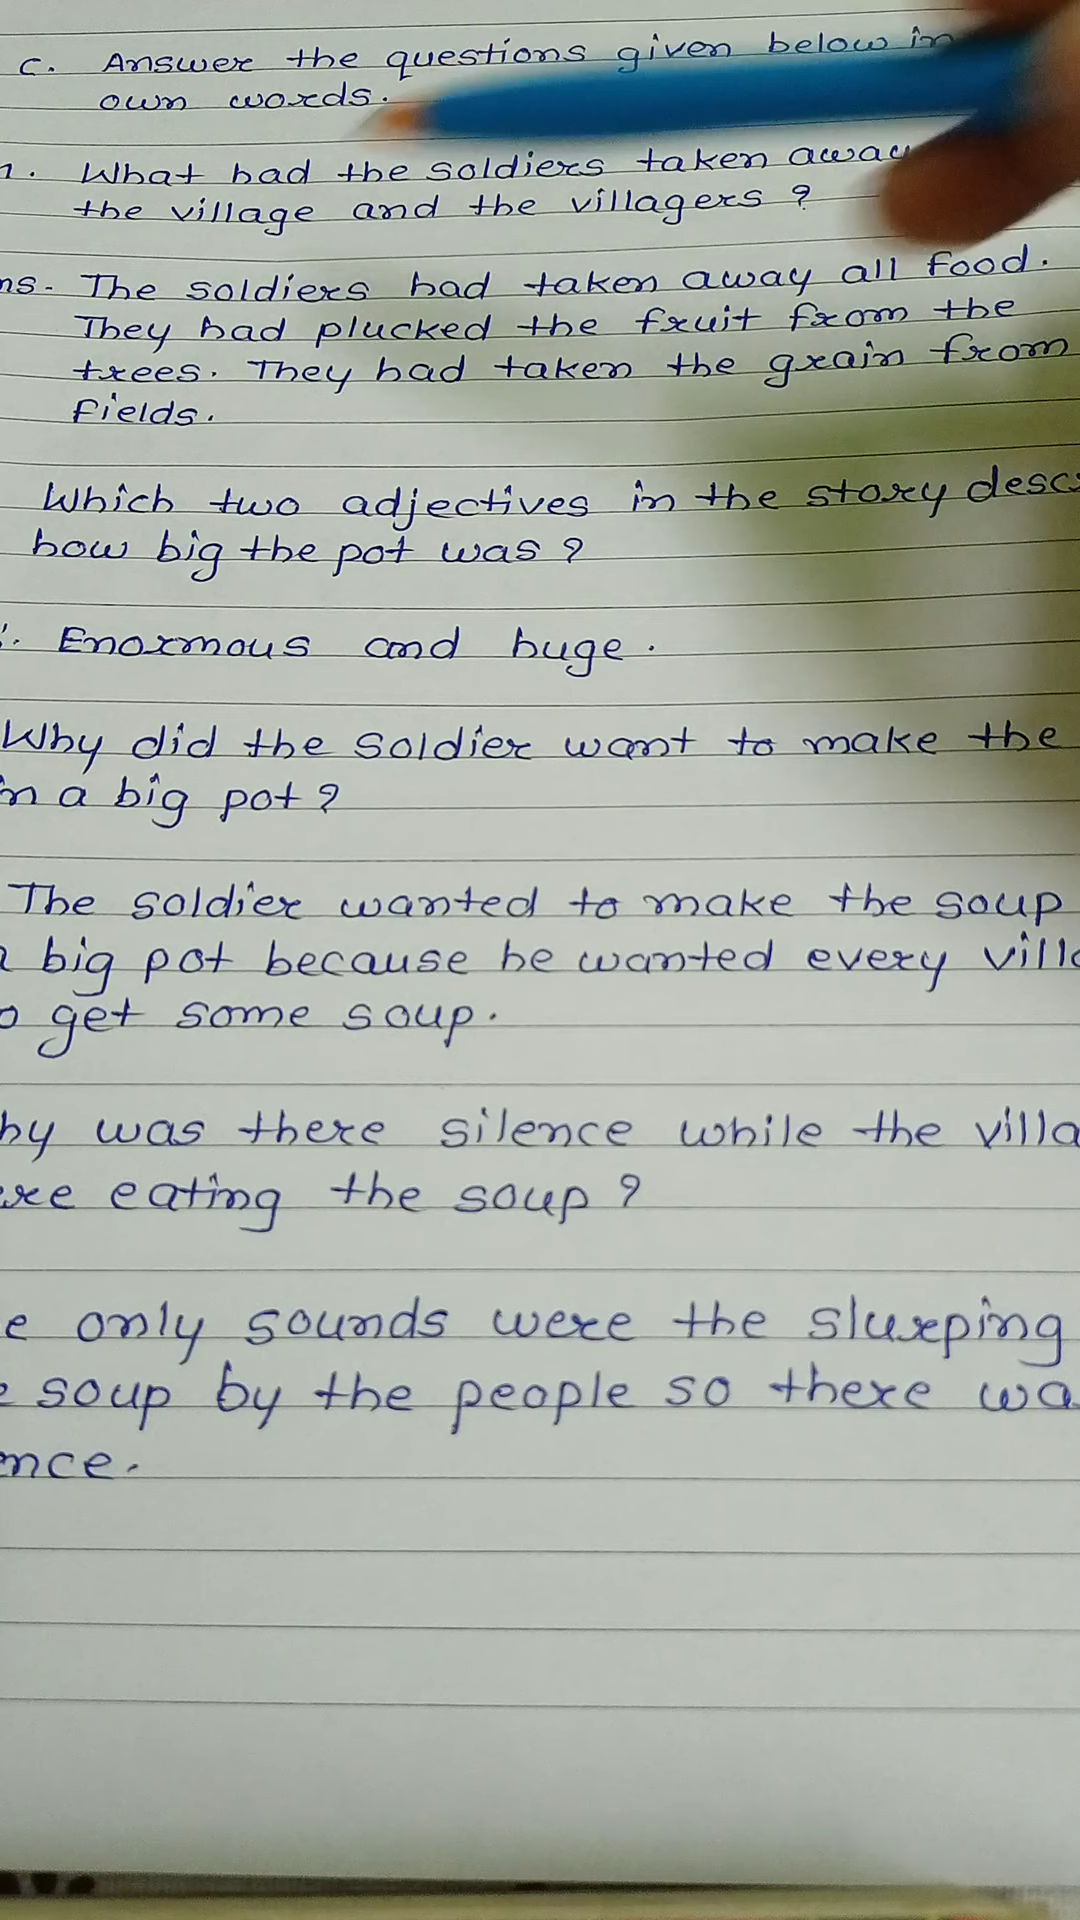 C. Answer the questions given below in
own words.
1. What had the soldiers taken away
the village and the villagers ?
ns. The soldiers had taken away all food.
They had plucked the fruit from the
trees. They had taken the grain from
fields.
Which two adjectives in the story desc
how big the pot was ?
Enormous and huge.
Why did the soldier want to make the
in a big pot ?
The soldier wanted to make the soup
a big pot because he wanted every villa
o get some soup.
hy was there silence while the villa
ere eating the soup ?
e only sounds were the slurping
e soup by the people so there wa
ence.